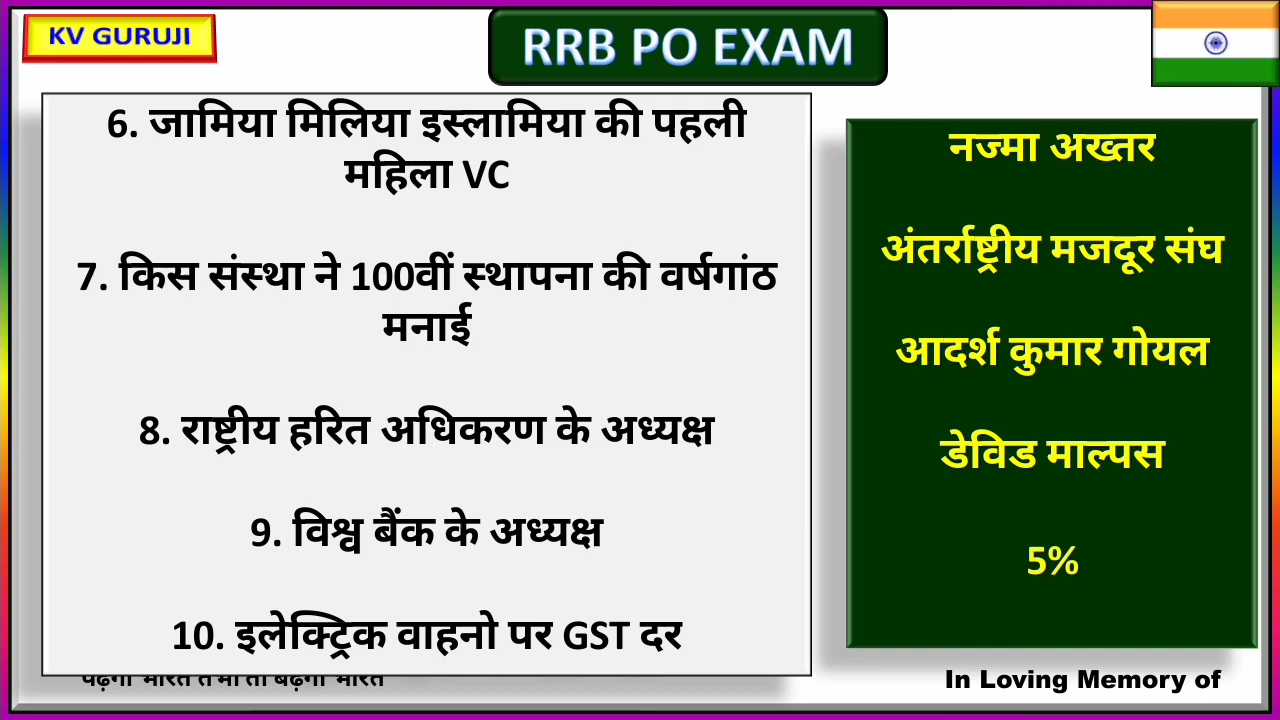 KV GURUJI
RRB PO EXAM
6. जामिया मिलिया इस्लामिया की पहली
महिला VC
7. किस संस्था ने 100वीं स्थापना की वर्षगांठ
मनाई
8. राष्ट्रीय हरित अधिकरण के अध्यक्ष
9. विश्व बैंक के अध्यक्ष
10. इलेक्ट्रिक वाहनो पर GST दर
नज्मा अख्तर
अंतर्राष्ट्रीय मजदूर संघ
आदर्श कुमार गोयल
डेविड माल्पस
5%
भारत
भारत
In Loving Memory of